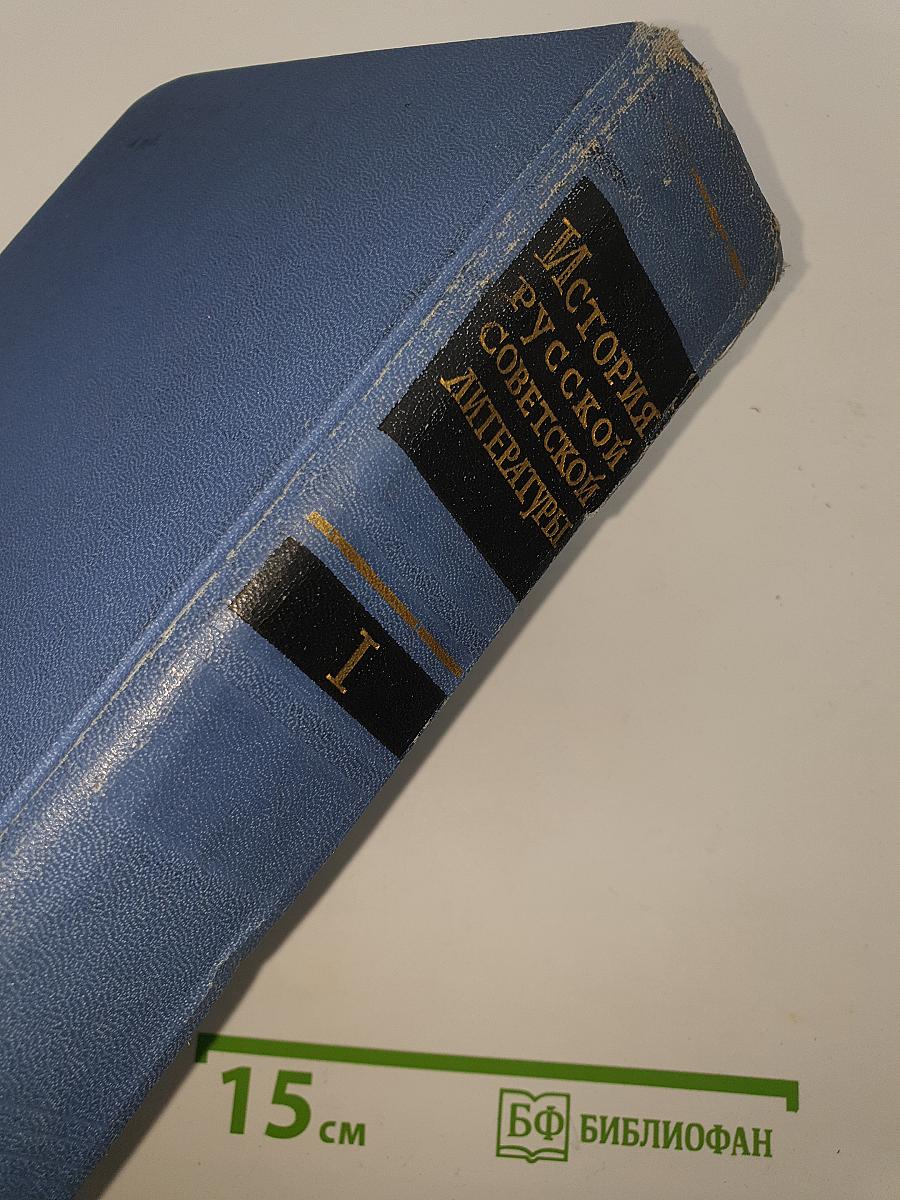 История
русской
советской
литературы
I
15 см
БФ БИБЛИОФАН